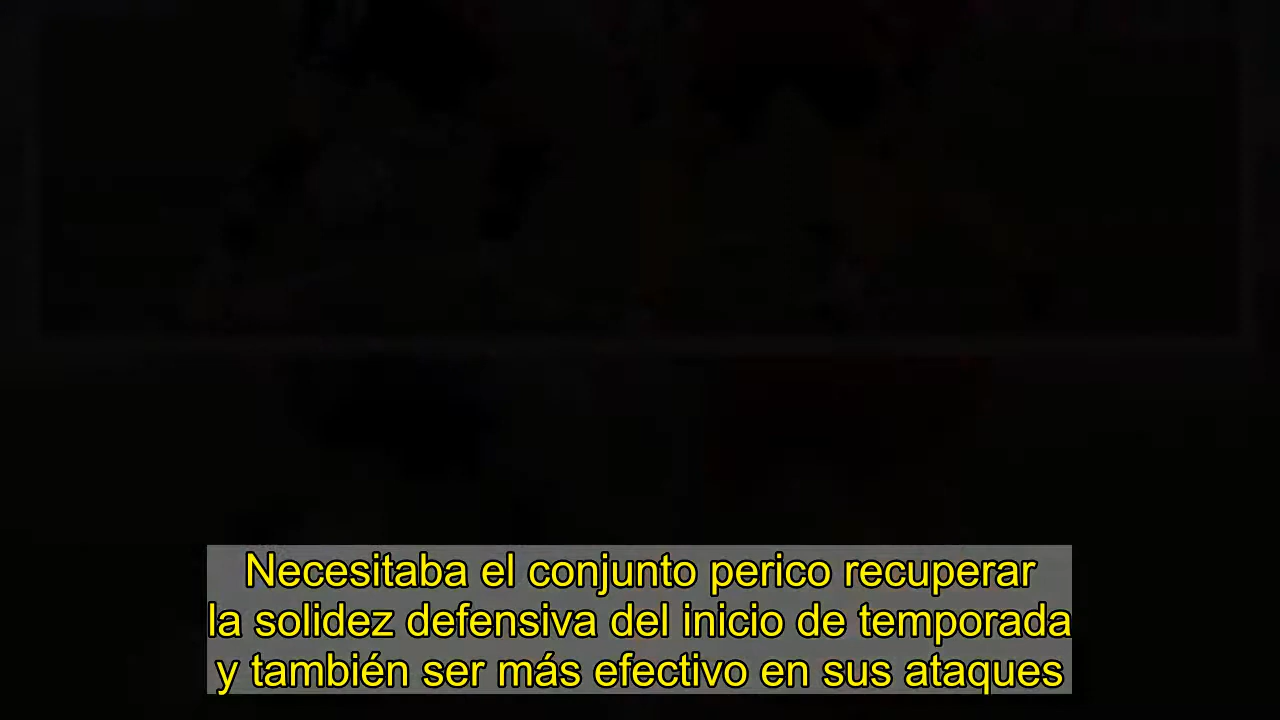 Necesitaba el conjunto perico recuperar
la solidez defensiva del inicio de temporada
y también ser más efectivo en sus ataques